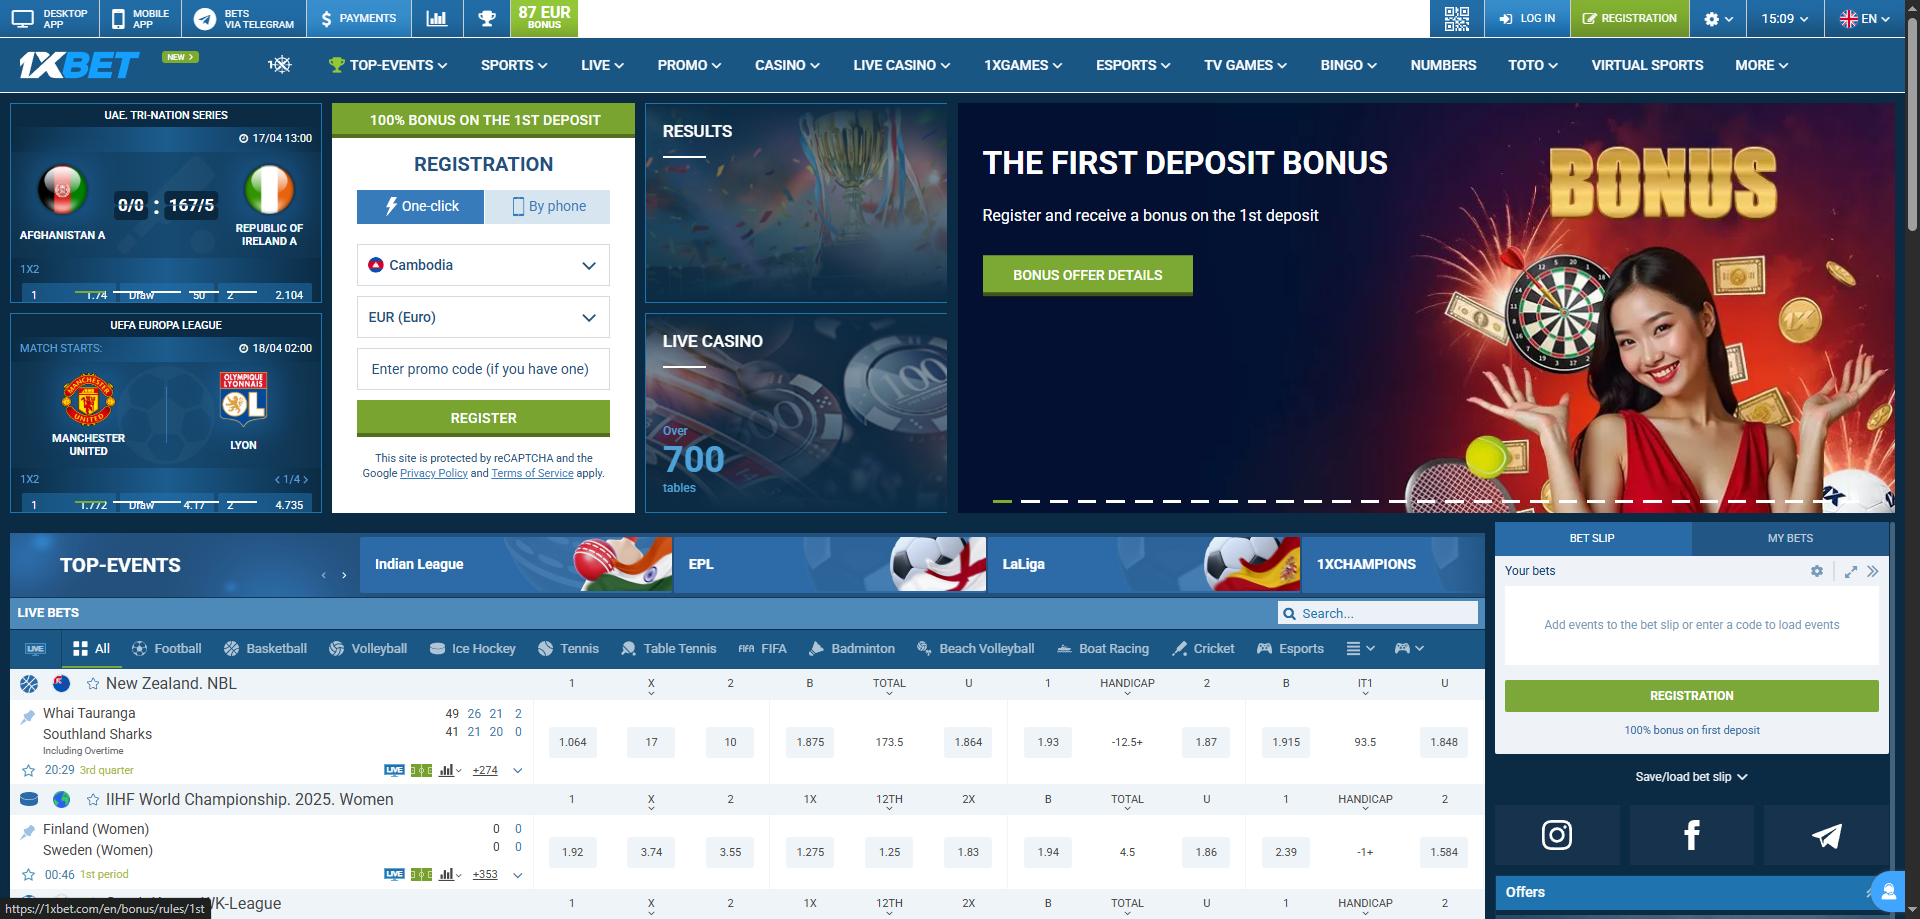 DESKTOP
APP
MOBILE
APP
BETS
VIA TELEGRAM
$ PAYMENTS
87 EUR
BONUS
LOG IN
REGISTRATION
15:09
EN
1XBET
NEW >
TOP-EVENTS
SPORTS
LIVE
PROMO
CASINO
LIVE CASINO
1XGAMES
ESPORTS
TV GAMES
BINGO
NUMBERS
TOTO
VIRTUAL SPORTS
MORE
UAE. TRI-NATION SERIES
17/04 13:00
0/0 : 167/5
AFGHANISTAN A
REPUBLIC OF
IRELAND A
1X2
1 1.74 Draw 50 2 2.104
UEFA EUROPA LEAGUE
MATCH STARTS: 18/04 02:00
MANCHESTER
UNITED
OLYMPIQUE
LYONNAIS
OL
MANCHESTER
UNITED
LYON
1X2 < 1/4 >
1 1.772 Draw 4.17 2 4.735
100% BONUS ON THE 1ST DEPOSIT
REGISTRATION
One-click
By phone
Cambodia
EUR (Euro)
Enter promo code (if you have one)
REGISTER
This site is protected by reCAPTCHA and the
Google Privacy Policy and Terms of Service apply.
RESULTS
LIVE CASINO
100
Over
700
tables
THE FIRST DEPOSIT BONUS
Register and receive a bonus on the 1st deposit
BONUS OFFER DETAILS
BONUS
TOP-EVENTS
Indian League
EPL
LaLiga
1XCHAMPIONS
LIVE BETS
Search...
LIVE
All
Football
Basketball
Volleyball
Ice Hockey
Tennis
Table Tennis
FIFA FIFA
Badminton
Beach Volleyball
Boat Racing
Cricket
Esports
New Zealand. NBL
1 X 2 B TOTAL U 1 HANDICAP 2 B IT1 U
Whai Tauranga 49 26 21 2
Southland Sharks 41 21 20 0
Including Overtime
1.064 17 10 1.875 173.5 1.864 1.93 -12.5+ 1.87 1.915 93.5 1.848
20:29 3rd quarter LIVE +274
IIHF World Championship. 2025. Women
1 X 2 1X 12TH 2X B TOTAL U 1 HANDICAP 2
Finland (Women) 0 0
Sweden (Women) 0 0
1.92 3.74 3.55 1.275 1.25 1.83 1.94 4.5 1.86 2.39 -1+ 1.584
00:46 1st period LIVE +353
WK-League
1 X 2 1X 12TH 2X B TOTAL U 1 HANDICAP 2
https://1xbet.com/en/bonus/rules/1st
BET SLIP
MY BETS
Your bets
Add events to the bet slip or enter a code to load events
REGISTRATION
100% bonus on first deposit
Save/load bet slip
Offers